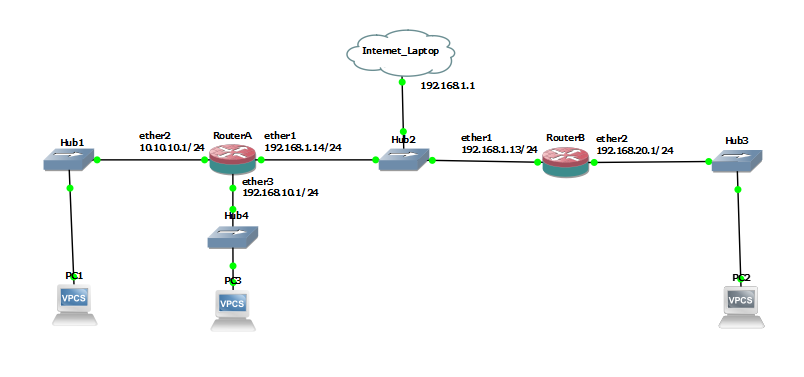 Internet_Laptop
192.168.1.1
Hub1
ether2
10.10.10.1/24
RouterA
ether1
192.168.1.14/24
Hub2
ether1
192.168.1.13/24
RouterB
ether2
192.168.20.1/24
Hub3
ether3
192.168.10.1/24
Hub4
PC1
VPCS
PC3
VPCS
PC2
VPCS